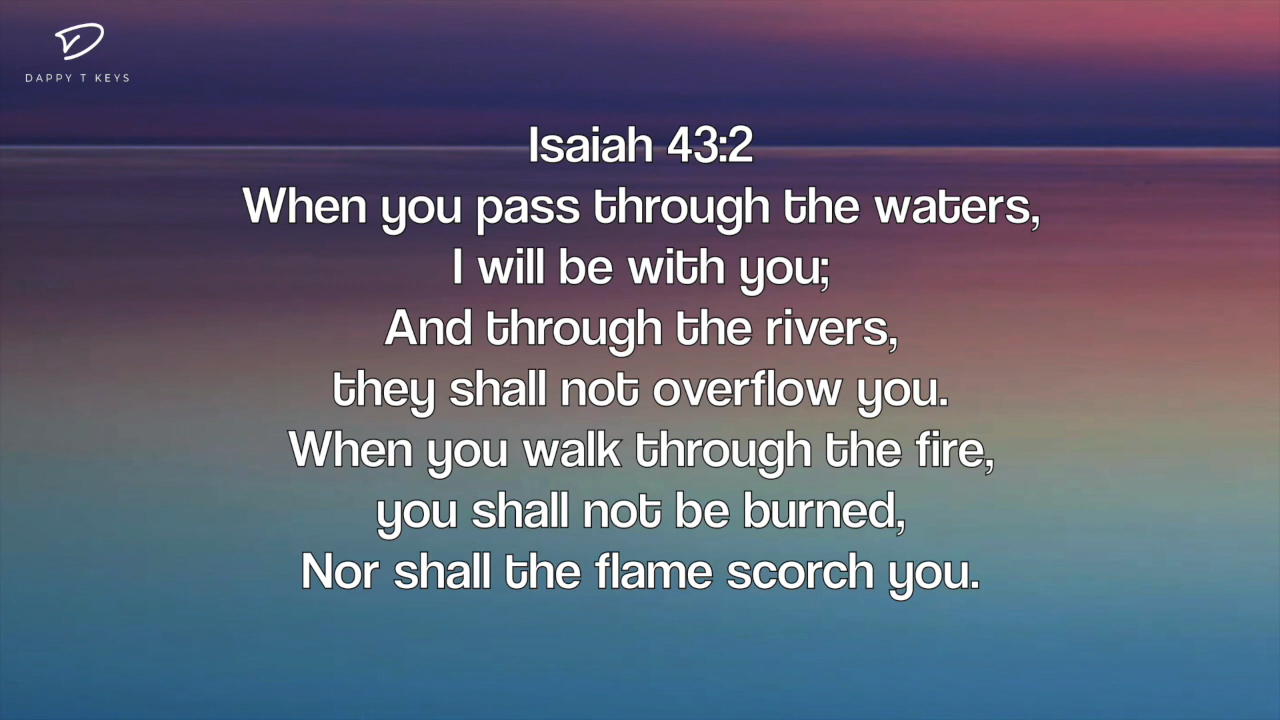 DAPPY T KEYS
Isaiah 43:2
When you pass through the waters,
I will be with you;
And through the rivers,
they shall not overflow you.
When you walk through the fire,
you shall not be burned,
Nor shall the flame scorch you.